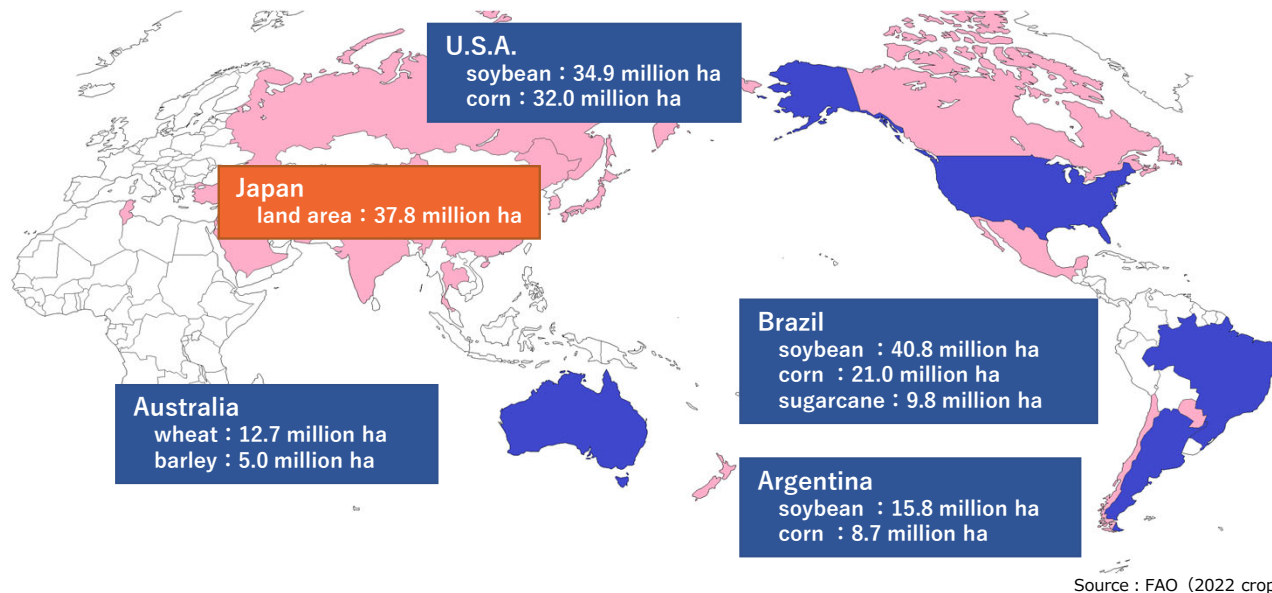 U.S.A.
soybean：34.9 million ha
corn：32.0 million ha
Japan
land area：37.8 million ha
Brazil
soybean ：40.8 million ha
corn ：21.0 million ha
sugarcane：9.8 million ha
Australia
wheat：12.7 million ha
barley：5.0 million ha
Argentina
soybean ：15.8 million ha
corn ：8.7 million ha
Source : FAO（2022 crop